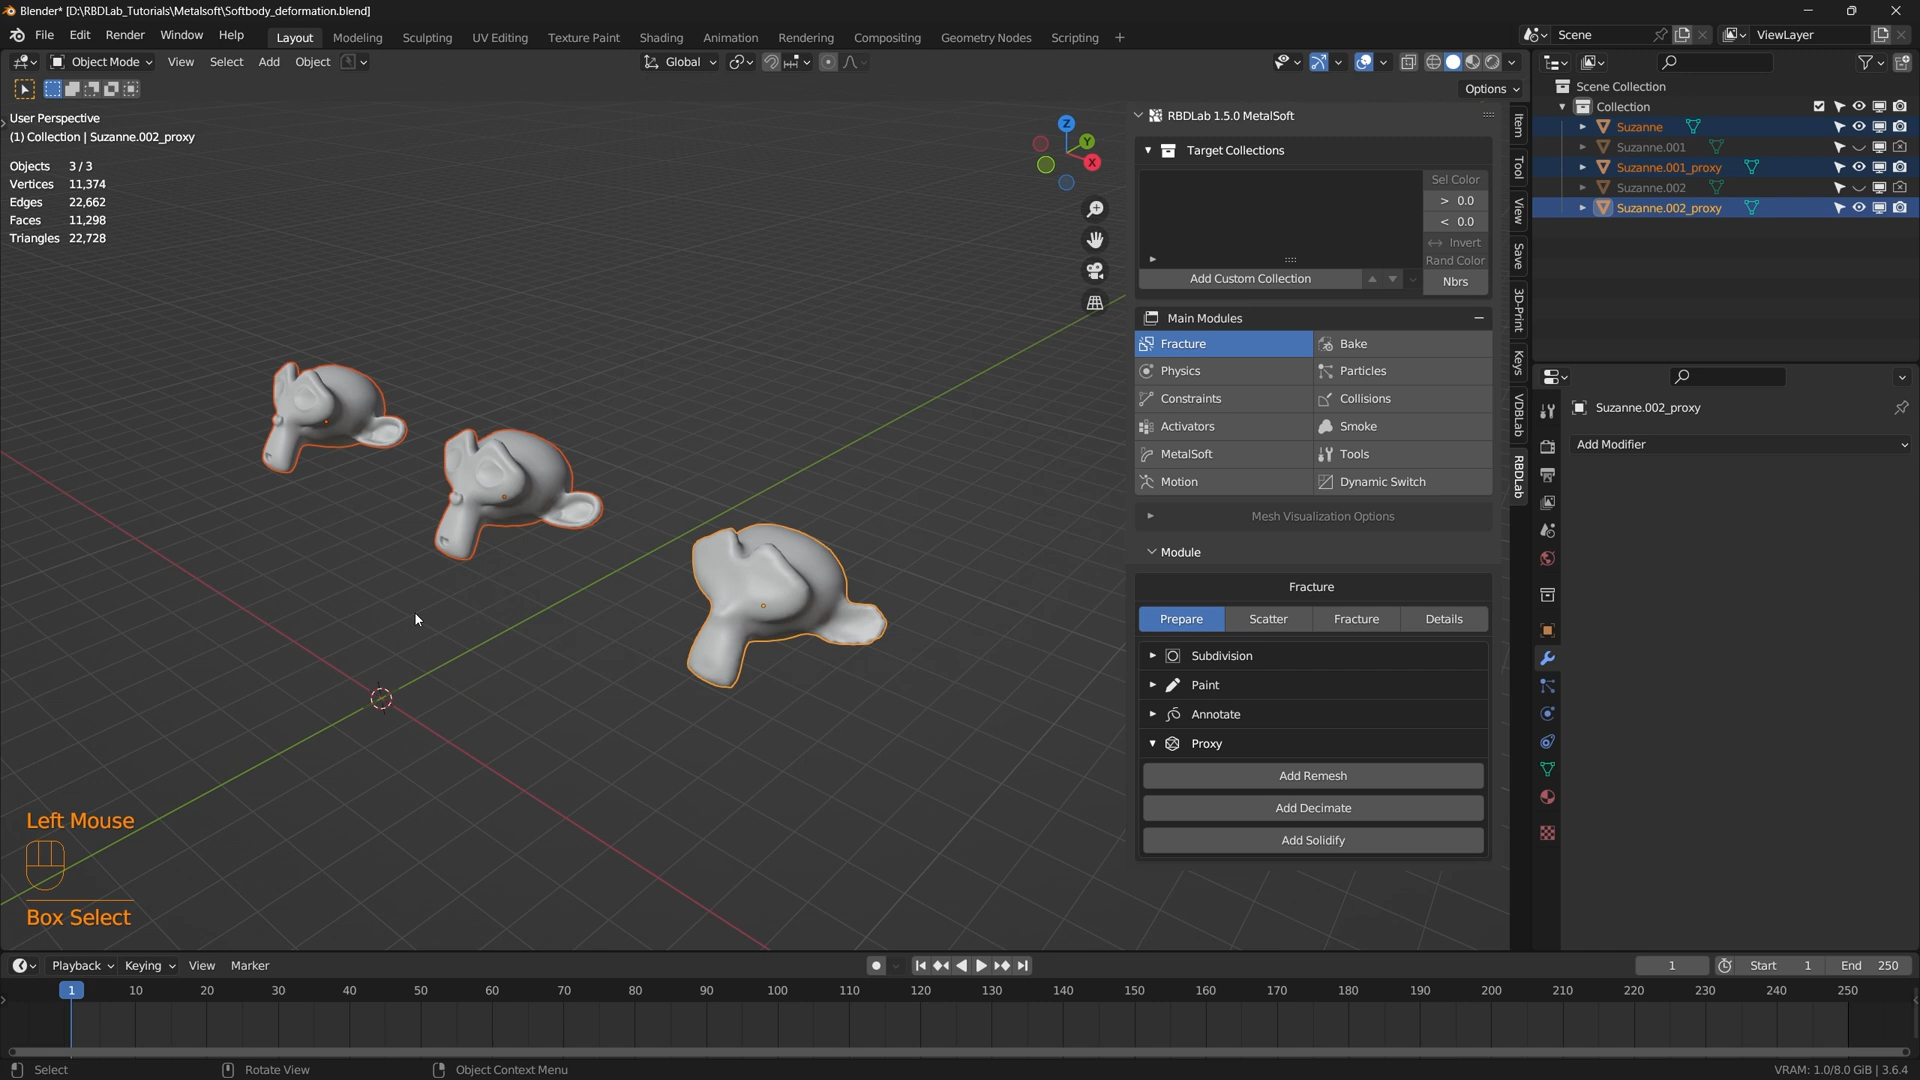 Blender* [D:\RBDLab_Tutorials\Metalsoft\Softbody_deformation.blend]
File Edit Render Window Help Layout Modeling Sculpting UV Editing Texture Paint Shading Animation Rendering Compositing Geometry Nodes Scripting + Scene ViewLayer
Object Mode View Select Add Object Global
Options
User Perspective
(1) Collection | Suzanne.002_proxy
Objects 3/3
Vertices 11,374
Edges 22,662
Faces 11,298
Triangles 22,728
Z
Y
X
RBDLab 1.5.0 MetalSoft
Target Collections
Sel Color
> 0.0
< 0.0
Invert
Rand Color
Add Custom Collection
Nbrs
Main Modules
Fracture Bake
Physics Particles
Constraints Collisions
Activators Smoke
MetalSoft Tools
Motion Dynamic Switch
Mesh Visualization Options
Module
Fracture
Prepare Scatter Fracture Details
Subdivision
Paint
Annotate
Proxy
Add Remesh
Add Decimate
Add Solidify
Item
Tool
View
Save
3D-Print
Keys
VDBLab
RBDLab
Scene Collection
Collection
Suzanne
Suzanne.001
Suzanne.001_proxy
Suzanne.002
Suzanne.002_proxy
Suzanne.002_proxy
Add Modifier
Left Mouse
Box Select
Playback Keying View Marker 1 Start 1 End 250
1 10 20 30 40 50 60 70 80 90 100 110 120 130 140 150 160 170 180 190 200 210 220 230 240 250
Select Rotate View Object Context Menu VRAM: 1.0/8.0 GiB | 3.6.4